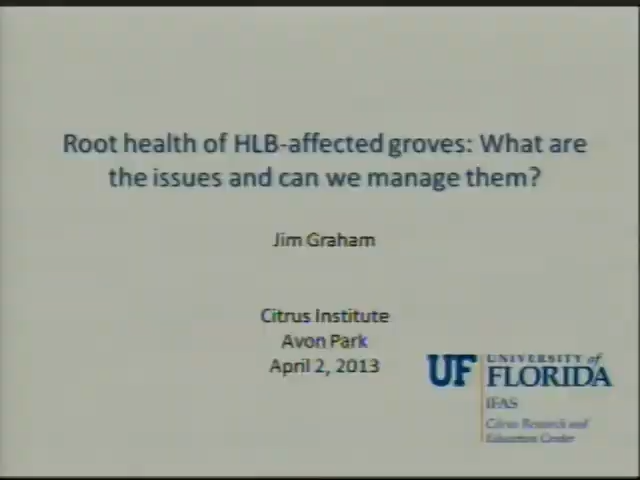 Root health of HLB-affected groves: What are
the issues and can we manage them?
Jim Graham
Citrus Institute
Avon Park
April 2, 2013
UF UNIVERSITY of
FLORIDA
IFAS
Citrus Research and
Education Center